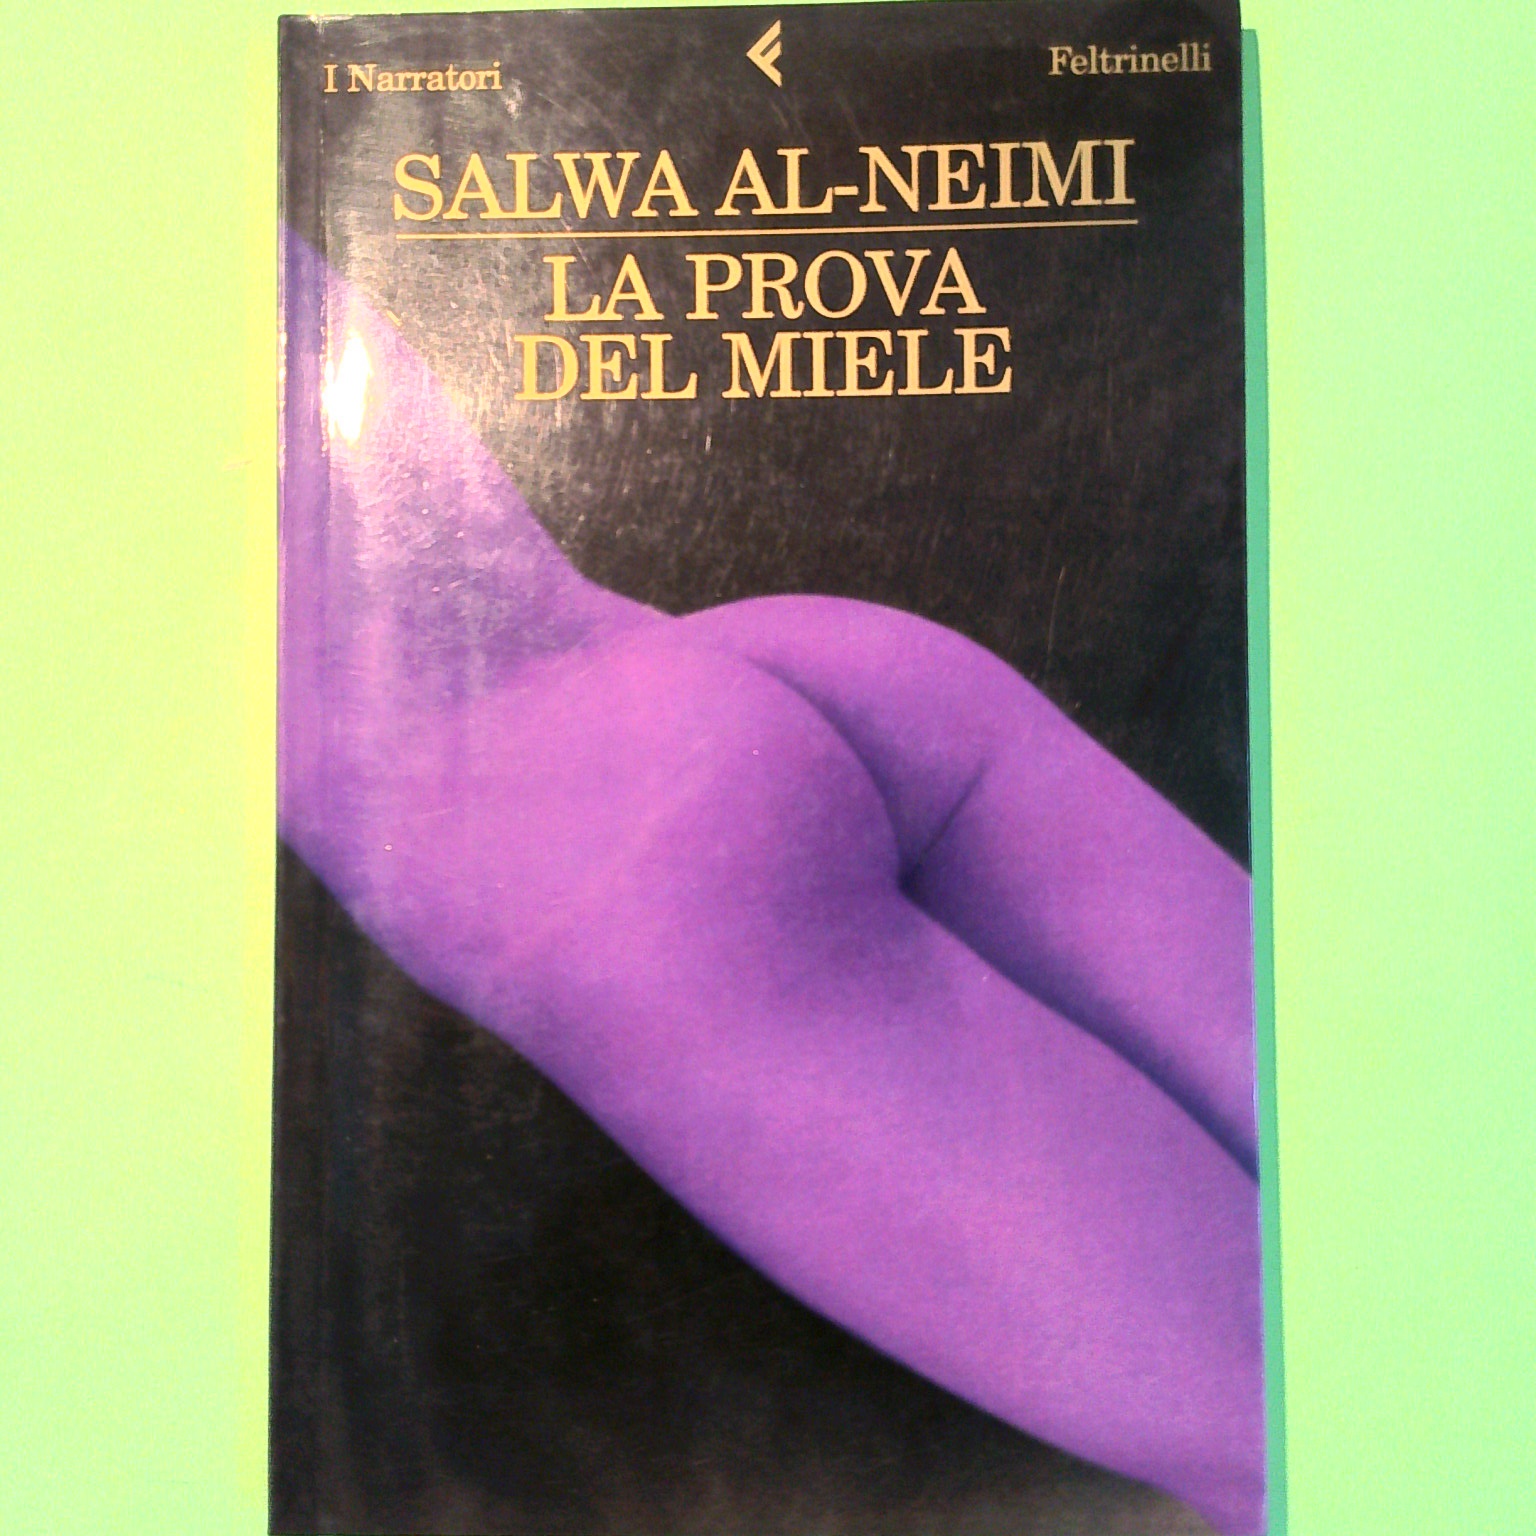 I Narratori
Feltrinelli
SALWA AL-NEIMI
LA PROVA
DEL MIELE